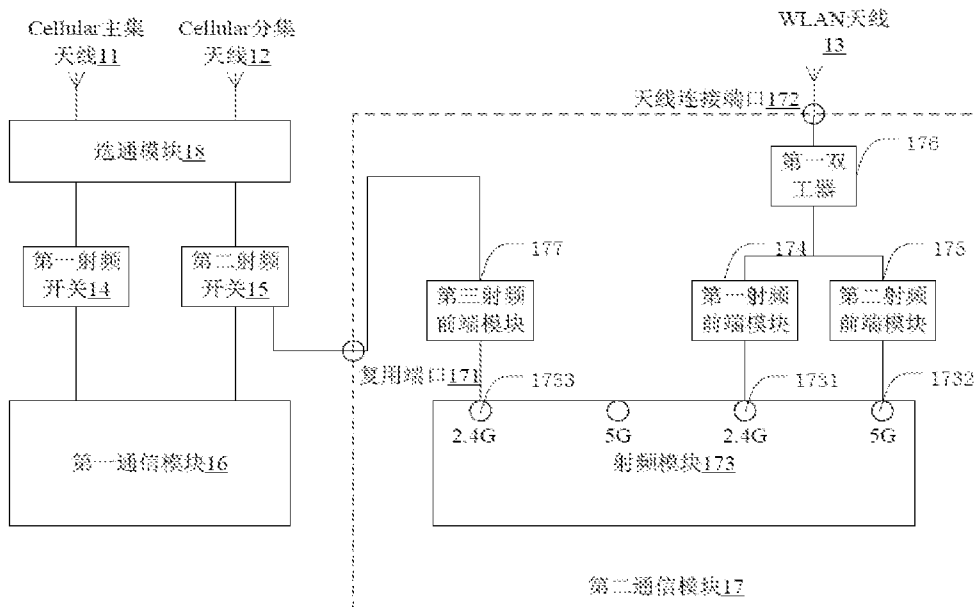 Cellular主集
天线11
Cellular分集
天线12
WLAN天线
13
天线连接端口172
选通模块18
第一双
工器
176
第一射频
开关14
第二射频
开关15
177
174
175
第三射频
前端模块
第一射频
前端模块
第二射频
前端模块
复用端口171
1733
1731
1732
2.4G
5G
2.4G
5G
第一通信模块16
射频模块173
第二通信模块17